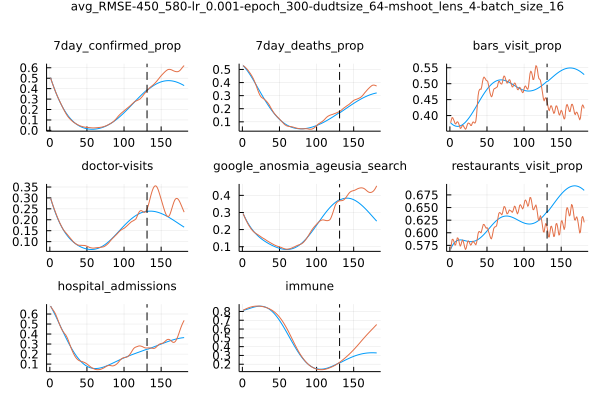 avg_RMSE-450_580-lr_0.001-epoch_300-dudtsize_64-mshoot_lens_4-batch_size_16
7day_confirmed_prop 7day_deaths_prop bars_visit_prop
0.6 0.5 0.55
0.5 0.4 0.50
0.4 0.3 0.45
0.3 0.2 0.40
0.2 0.1
0.1
0.0
0 50 100 150 0 50 100 150 0 50 100 150
doctor-visits google_anosmia_ageusia_search restaurants_visit_prop
0.35 0.4 0.675
0.30 0.3 0.650
0.25 0.2 0.625
0.20 0.1 0.600
0.15 0.575
0.10
0 50 100 150 0 50 100 150 0 50 100 150
hospital_admissions immune
0.6 0.8
0.5 0.7
0.4 0.6
0.3 0.5
0.2 0.4
0.1 0.3
0.2
0 50 100 150 0 50 100 150